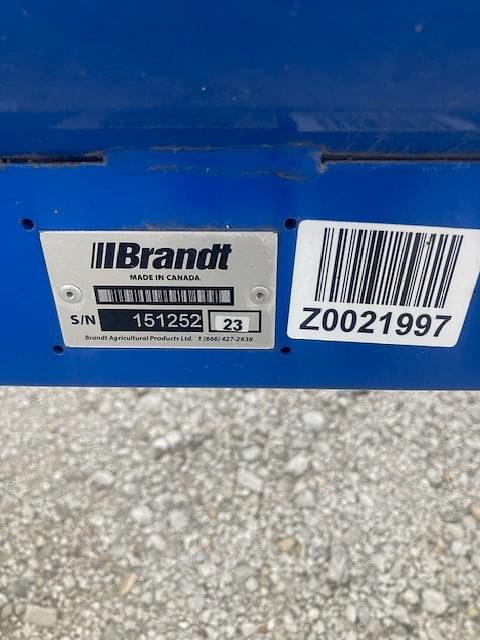 Brandt
MADE IN CANADA.
S/N 151252 23
Brandt Agricultural Products Ltd. T (866) 427-2638
Z0021997